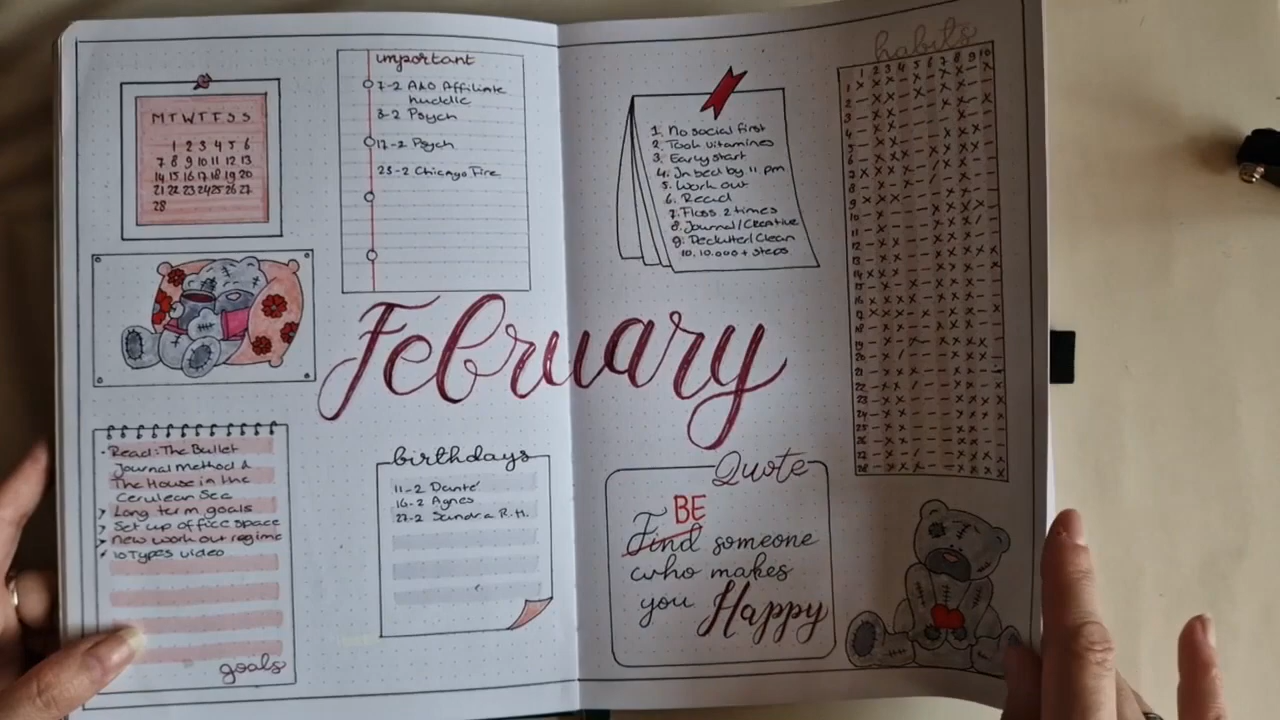 M T W T F S S
1 2 3 4 5 6
7 8 9 10 11 12 13
14 15 16 17 18 19 20
21 22 23 24 25 26 27
28
important
7-2 A&O Affiliate
huddle
8-2 Psych
17-2 Psych
25-2 Chicago Fire
February
· Read: The Bullet
Journal method &
The House in the
Cerulean Sea
> Long term goals
> Set up office space
> new work out regime
x 10 Types video
goals
birthdays
11-2 Danté
16-2 Agnes
27-2 Sandra R.H.
1. No social first
2. Took vitamines
3. Early start
4. In bed by 11 pm
5. Work out
6. Read
7. Floss 2 times
8. Journal/Creative
9. Declutter/Clean
10. 10.000+ steps
habits
1 2 3 4 5 6 7 8 9 10
Quote
BE
Find someone
who makes
you Happy